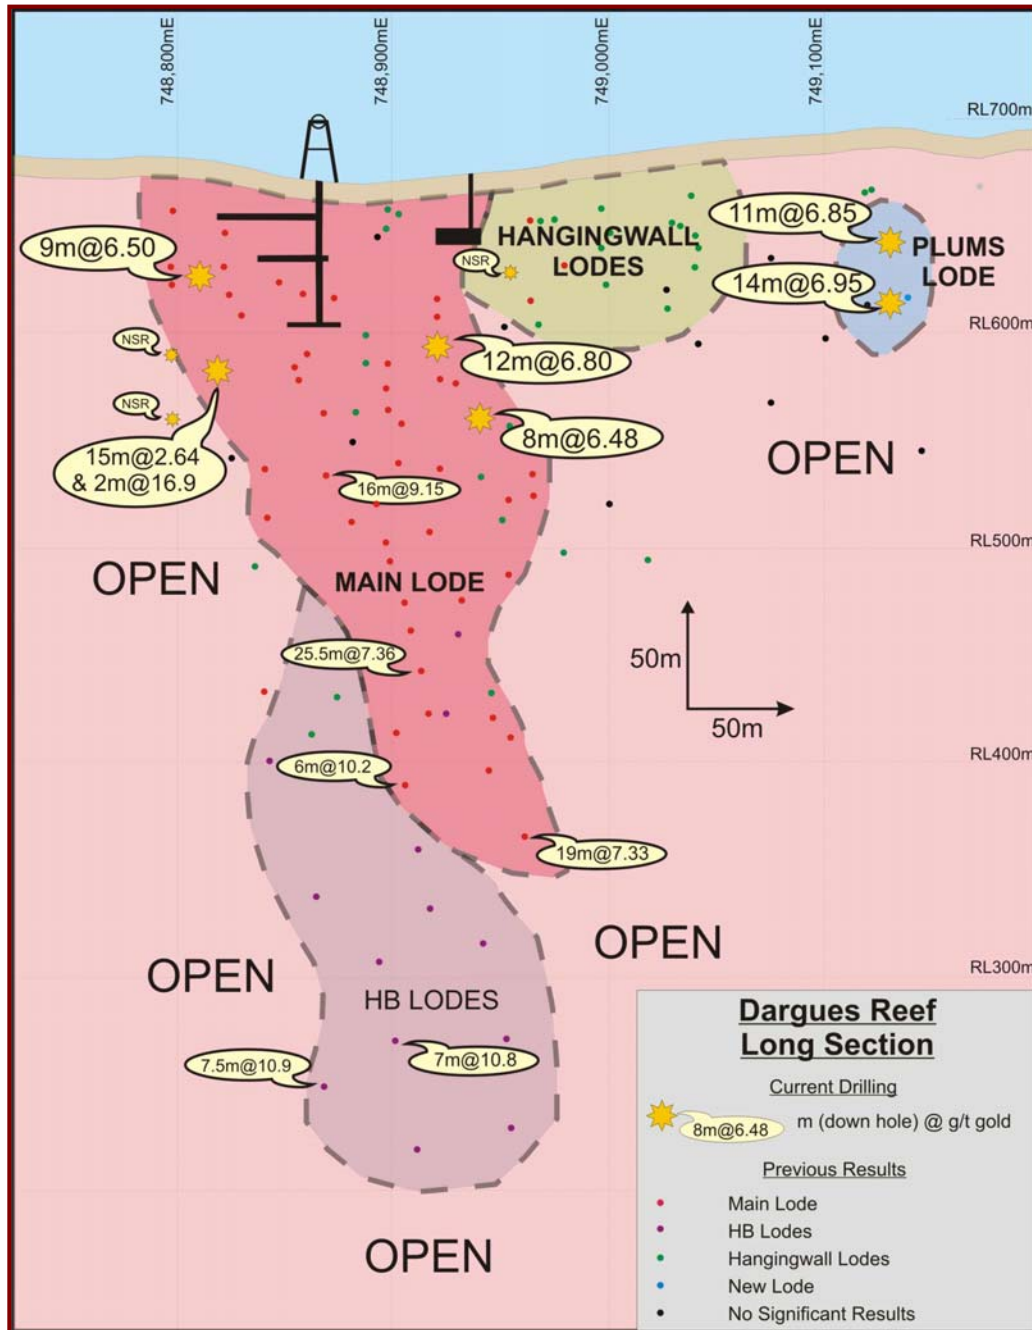 748,800mE
748,900mE
749,000mE
749,100mE
RL700m
11m@6.85
9m@6.50
HANGINGWALL
LODES
PLUMS
LODE
NSR
14m@6.95
RL600m
NSR
12m@6.80
NSR
8m@6.48
OPEN
15m@2.64
& 2m@16.9
16m@9.15
RL500m
OPEN
MAIN LODE
25.5m@7.36
50m
50m
RL400m
6m@10.2
19m@7.33
OPEN
OPEN
RL300m
HB LODES
7.5m@10.9
7m@10.8
OPEN
Dargues Reef
Long Section
Current Drilling
8m@6.48 m (down hole) @ g/t gold
Previous Results
Main Lode
HB Lodes
Hangingwall Lodes
New Lode
No Significant Results